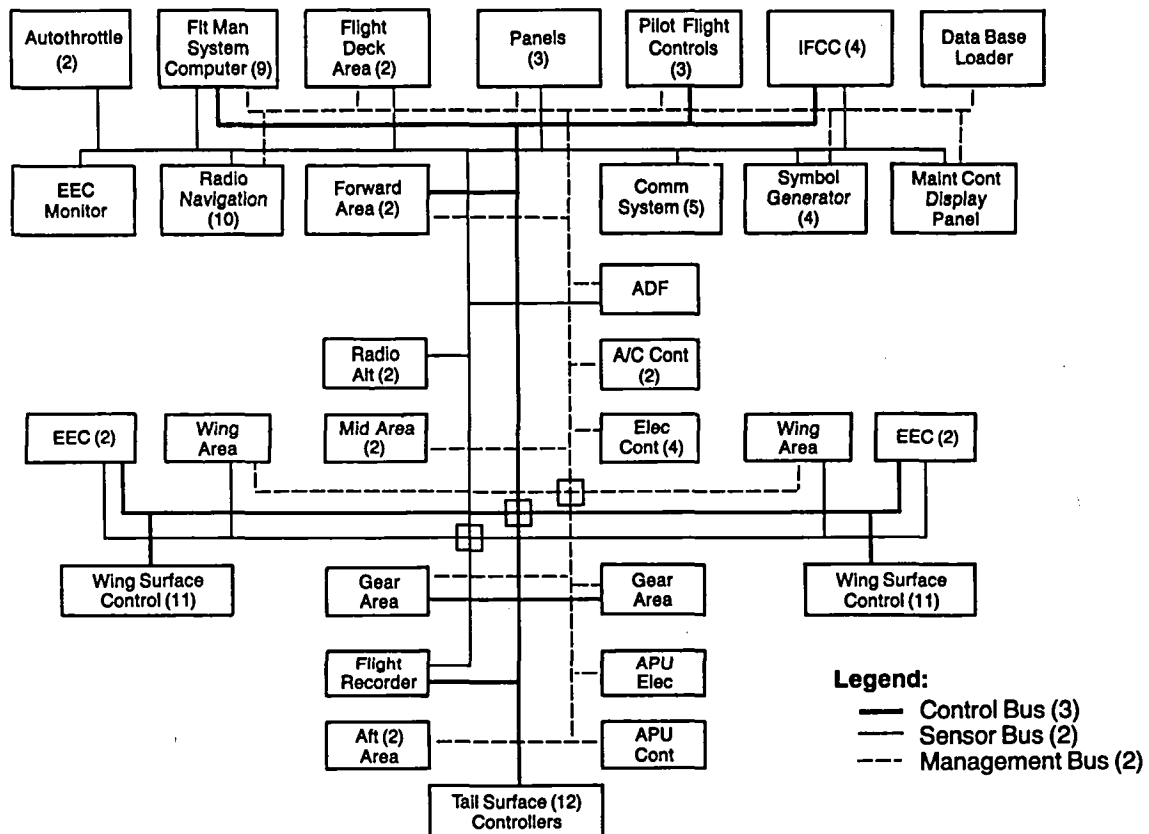 Autothrottle
(2)
Flt Man
System
Computer (9)
Flight
Deck
Area (2)
Panels
(3)
Pilot Flight
Controls
(3)
IFCC (4)
Data Base
Loader
EEC
Monitor
Radio
Navigation
(10)
Forward
Area (2)
Comm
System (5)
Symbol
Generator
(4)
Maint Cont
Display
Panel
ADF
Radio
Alt (2)
A/C Cont
(2)
EEC (2)
Wing
Area
Mid Area
(2)
Elec
Cont (4)
Wing
Area
EEC (2)
Wing Surface
Control (11)
Gear
Area
Gear
Area
Wing Surface
Control (11)
Flight
Recorder
APU
Elec
Aft (2)
Area
APU
Cont
Tail Surface (12)
Controllers
Legend:
Control Bus (3)
Sensor Bus (2)
Management Bus (2)